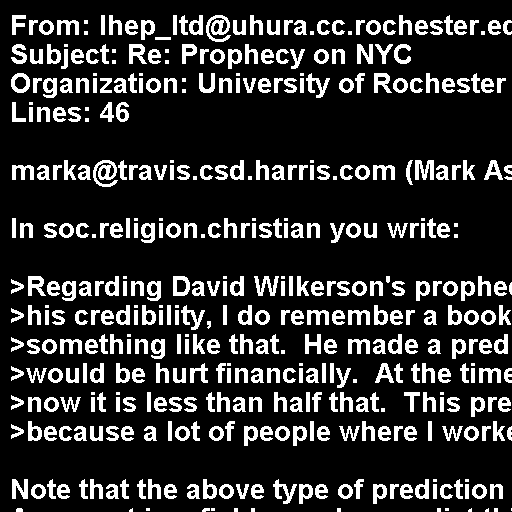 From: lhep_ltd@uhura.cc.rochester.ed
Subject: Re: Prophecy on NYC
Organization: University of Rochester
Lines: 46

marka@travis.csd.harris.com (Mark As

In soc.religion.christian you write:

>Regarding David Wilkerson's prophec
>his credibility, I do remember a book
>something like that.  He made a pred
>would be hurt financially.  At the time
>now it is less than half that.  This pre
>because a lot of people where I worke

Note that the above type of prediction